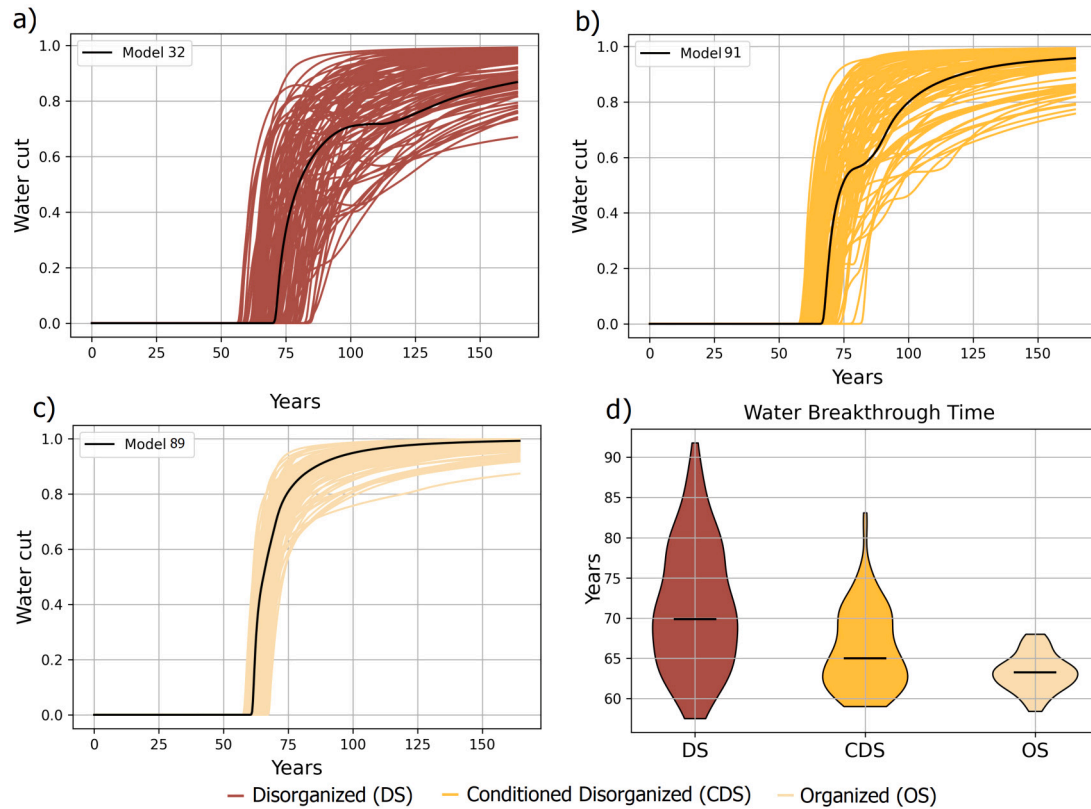 a)
Model 32
1.0
0.8
0.6
0.4
0.2
0.0
Water cut
0 25 50 75 100 125 150
Years
b)
Model 91
1.0
0.8
0.6
0.4
0.2
0.0
Water cut
0 25 50 75 100 125 150
Years
c)
Model 89
1.0
0.8
0.6
0.4
0.2
0.0
Water cut
0 25 50 75 100 125 150
Years
d)
Water Breakthrough Time
90
85
80
75
70
65
60
Years
DS CDS OS
Disorganized (DS) Conditioned Disorganized (CDS) Organized (OS)